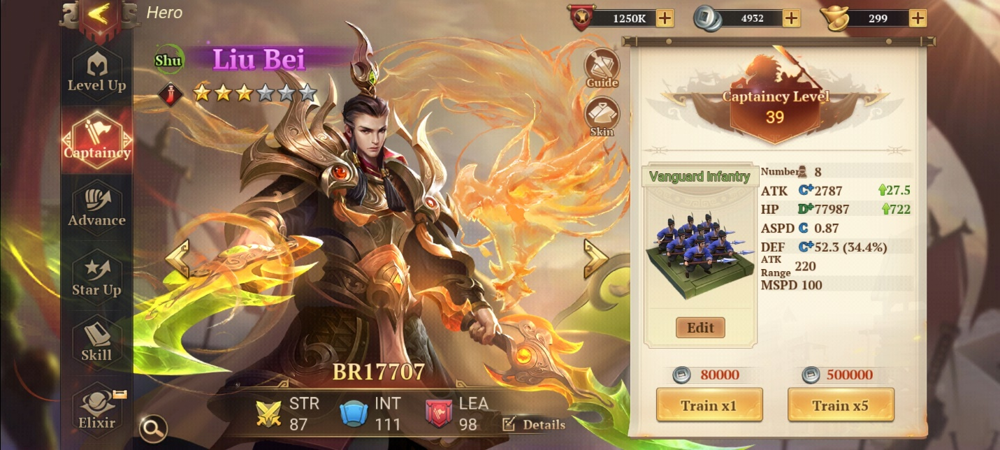 Hero
1250K
4932
299
Level Up
Captaincy
Advance
Star Up
Skill
Elixir
Shu
Liu Bei
Guide
Skin
BR17707
STR
87
INT
111
LEA
98
Details
Captaincy Level
39
Vanguard Infantry
Edit
Number 8
ATK C+ 2787 27.5
HP D+ 77987 722
ASPD C 0.87
DEF C+ 52.3 (34.4%)
ATK
Range 220
MSPD 100
80000
500000
Train x1
Train x5